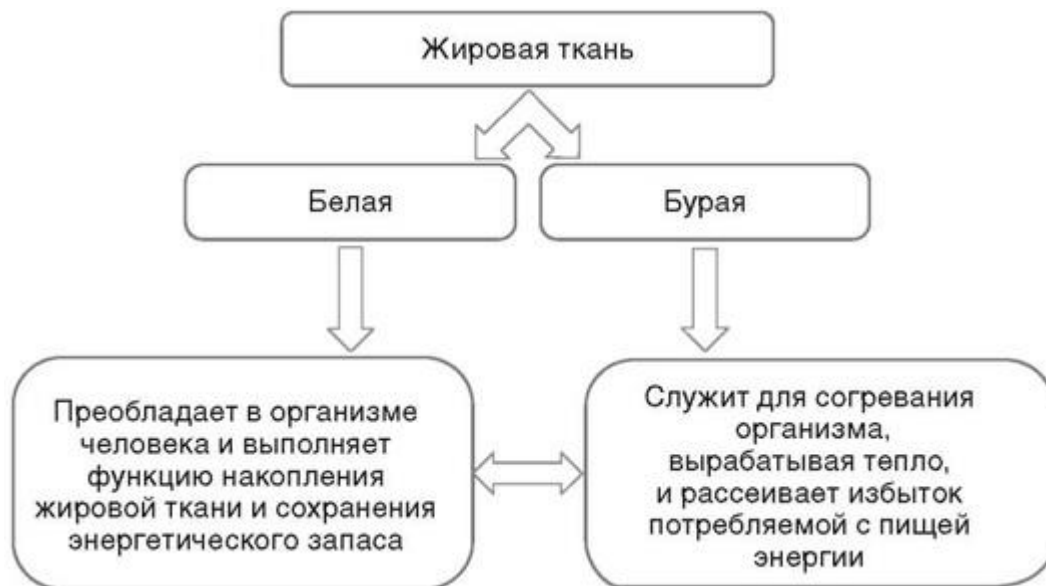 Жировая ткань
Белая
Бурая
Преобладает в организме
человека и выполняет
функцию накопления
жировой ткани и сохранения
энергетического запаса
Служит для согревания
организма,
вырабатывая тепло,
и рассеивает избыток
потребляемой с пищей
энергии